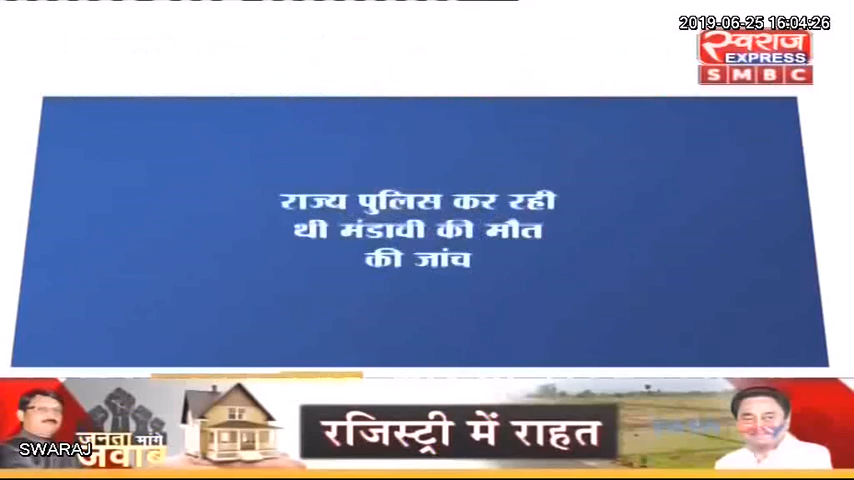 2019-06-25 16:04:26
स्वराज
EXPRESS
SMBC
राज्य पुलिस कर रही
थी मंडावी की मौत
की जांच
जनता मांगे
जवाब
SWARAJ
रजिस्ट्री में राहत